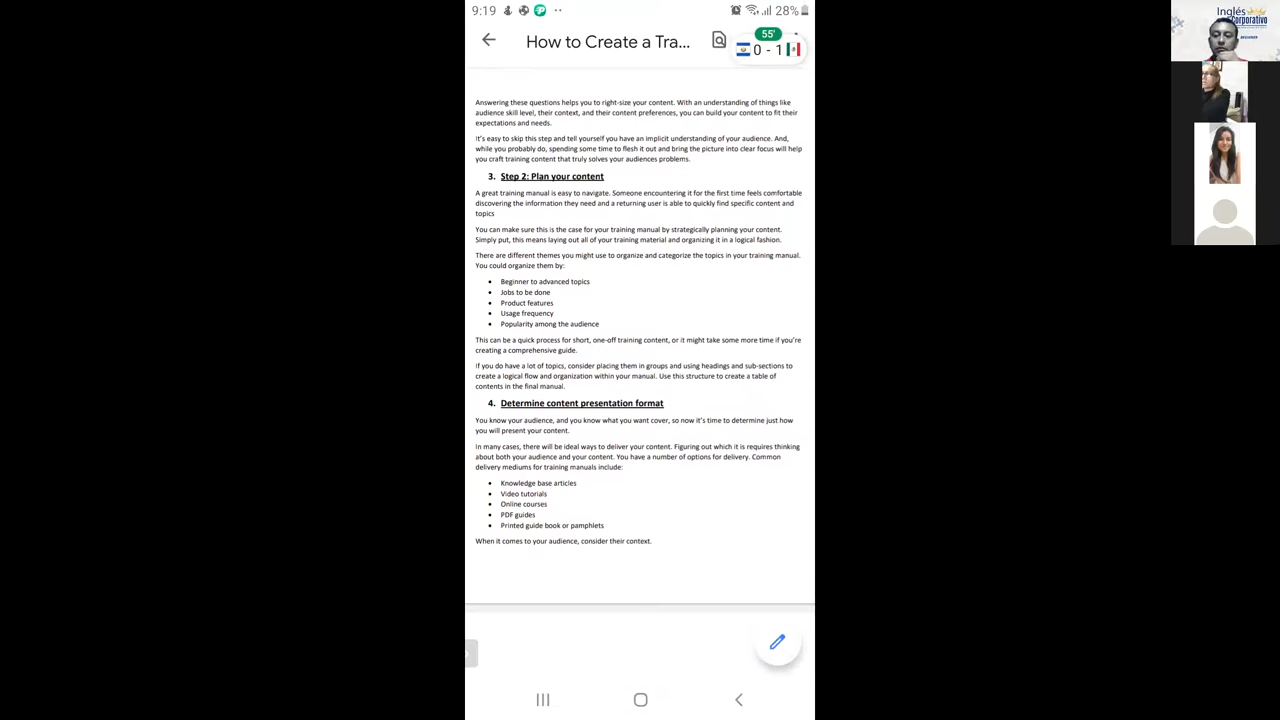 9:19
28%
How to Create a Tra...
55'
0 - 1
Inglés
Corporativo
BEGINNER
Answering these questions helps you to right-size your content. With an understanding of things like
audience skill level, their context, and their content preferences, you can build your content to fit their
expectations and needs.
It's easy to skip this step and tell yourself you have an implicit understanding of your audience. And,
while you probably do, spending some time to flesh it out and bring the picture into clear focus will help
you craft training content that truly solves your audiences problems.
3. Step 2: Plan your content
A great training manual is easy to navigate. Someone encountering it for the first time feels comfortable
discovering the information they need and a returning user is able to quickly find specific content and
topics
You can make sure this is the case for your training manual by strategically planning your content.
Simply put, this means laying out all of your training material and organizing it in a logical fashion.
There are different themes you might use to organize and categorize the topics in your training manual.
You could organize them by:
• Beginner to advanced topics
• Jobs to be done
• Product features
• Usage frequency
• Popularity among the audience
This can be a quick process for short, one-off training content, or it might take some more time if you're
creating a comprehensive guide.
If you do have a lot of topics, consider placing them in groups and using headings and sub-sections to
create a logical flow and organization within your manual. Use this structure to create a table of
contents in the final manual.
4. Determine content presentation format
You know your audience, and you know what you want cover, so now it's time to determine just how
you will present your content.
In many cases, there will be ideal ways to deliver your content. Figuring out which it is requires thinking
about both your audience and your content. You have a number of options for delivery. Common
delivery mediums for training manuals include:
• Knowledge base articles
• Video tutorials
• Online courses
• PDF guides
• Printed guide book or pamphlets
When it comes to your audience, consider their context.